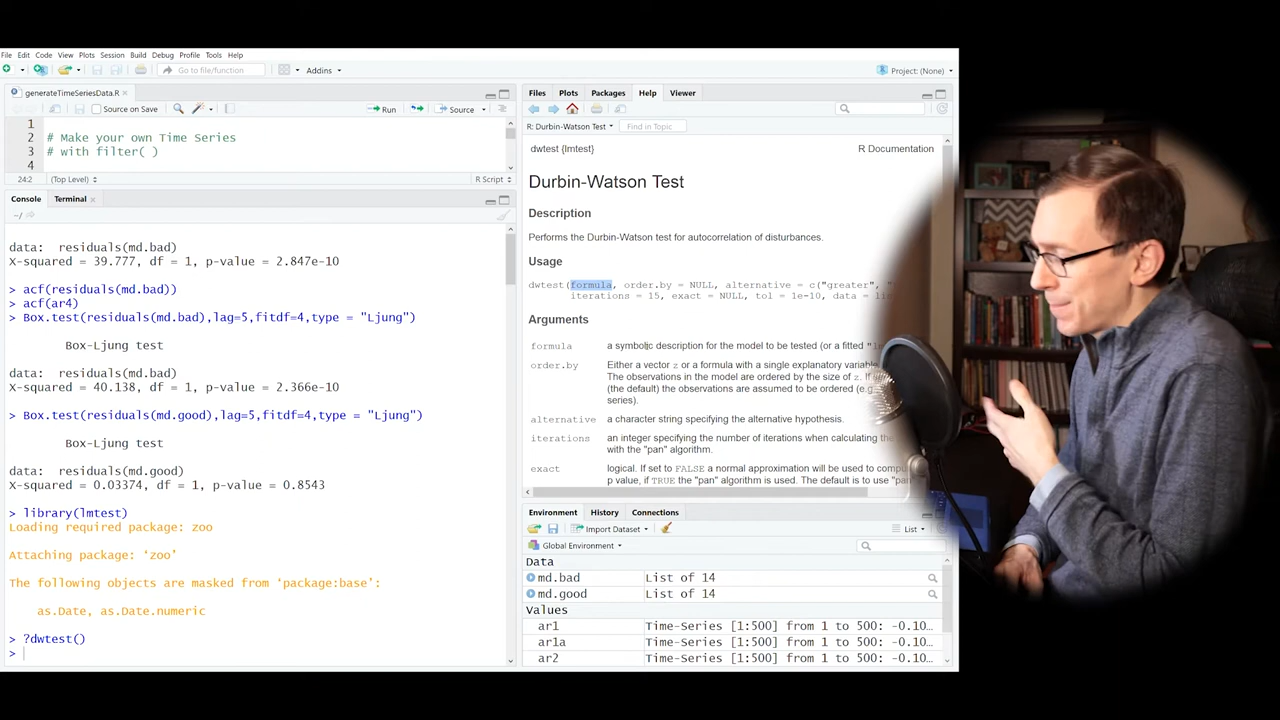 File Edit Code View Plots Session Build Debug Profile Tools Help
Go to file/function
Addins
Project: (None)
generateTimeSeriesData.R
Source on Save
Run
Source
1
2 # Make your own Time Series
3 # with filter( )
4
24:2
(Top Level)
R Script
Console Terminal
~/
data: residuals(md.bad)
X-squared = 39.777, df = 1, p-value = 2.847e-10
> acf(residuals(md.bad))
> acf(ar4)
> Box.test(residuals(md.bad),lag=5,fitdf=4,type = "Ljung")
Box-Ljung test
data: residuals(md.bad)
X-squared = 40.138, df = 1, p-value = 2.366e-10
> Box.test(residuals(md.good),lag=5,fitdf=4,type = "Ljung")
Box-Ljung test
data: residuals(md.good)
X-squared = 0.03374, df = 1, p-value = 0.8543
> library(lmtest)
Loading required package: zoo
Attaching package: ‘zoo’
The following objects are masked from ‘package:base’:
as.Date, as.Date.numeric
> ?dwtest()
>
Files Plots Packages Help Viewer
R: Durbin-Watson Test
Find in Topic
dwtest {lmtest}
R Documentation
Durbin-Watson Test
Description
Performs the Durbin-Watson test for autocorrelation of disturbances.
Usage
dwtest(formula, order.by = NULL, alternative = c("greater", "
iterations = 15, exact = NULL, tol = 1e-10, data =
Arguments
formula a symbolic description for the model to be tested (or a fitted
order.by Either a vector z or a formula with a single explanatory
The observations in the model are ordered by the size of z. If
(the default) the observations are assumed to be ordered (e.g.
series).
alternative a character string specifying the alternative hypothesis.
iterations an integer specifying the number of iterations when calculating the
with the "pan" algorithm.
exact logical. If set to FALSE a normal approximation will be used to
p value, if TRUE the "pan" algorithm is used. The default is to use "pan
Environment History Connections
Import Dataset
List
Global Environment
Data
md.bad List of 14
md.good List of 14
Values
ar1 Time-Series [1:500] from 1 to 500: -0.10…
ar1a Time-Series [1:500] from 1 to 500: -0.10…
ar2 Time-Series [1:500] from 1 to 500: -0.10…